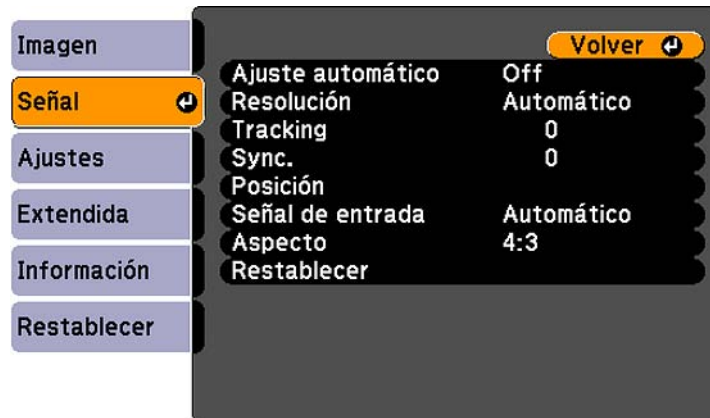 Imagen
Señal
Ajustes
Extendida
Información
Restablecer
Volver
Ajuste automático Off
Resolución Automático
Tracking 0
Sync. 0
Posición
Señal de entrada Automático
Aspecto 4:3
Restablecer